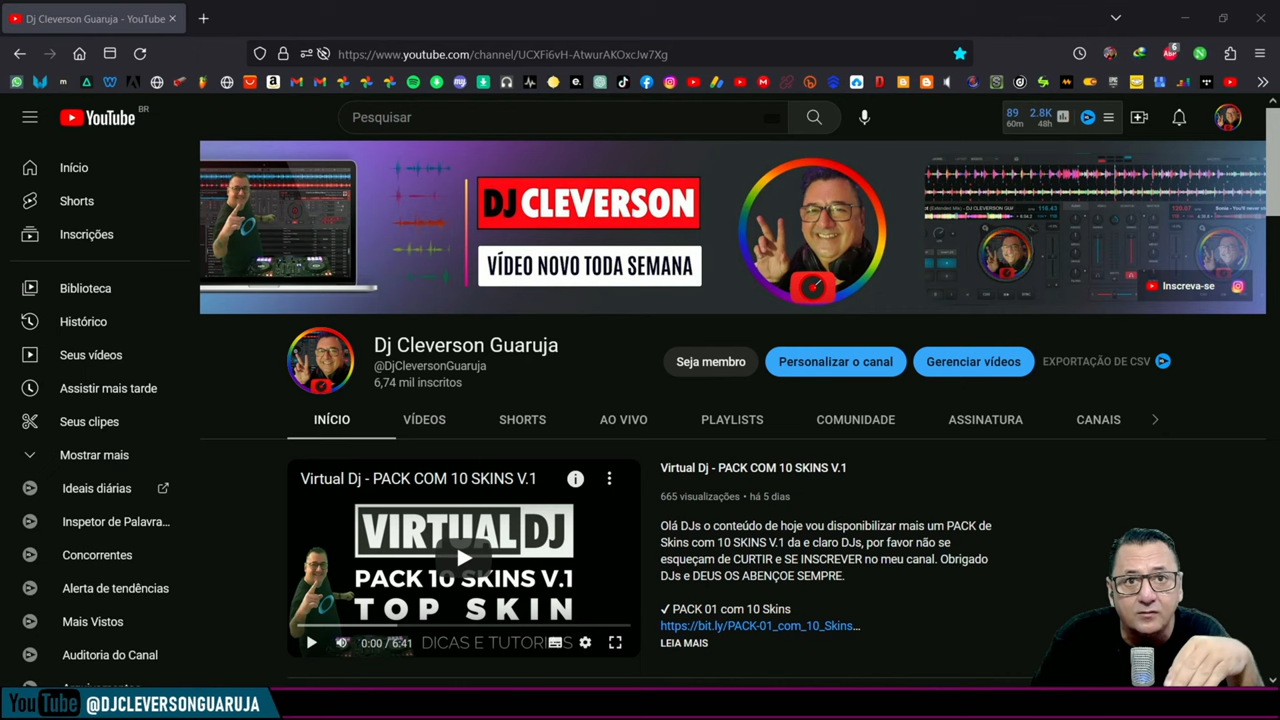 Dj Cleverson Guaruja - YouTube
https://www.youtube.com/channel/UCXFi6vH-AtwurAKOxcJw7Xg
6
YouTube
BR
Pesquisar
89
60m
2.8K
48h
Início
Shorts
Inscrições
Biblioteca
Histórico
Seus vídeos
Assistir mais tarde
Seus clipes
Mostrar mais
Ideais diárias
Inspetor de Palavra...
Concorrentes
Alerta de tendências
Mais Vistos
Auditoria do Canal
DJ CLEVERSON
VÍDEO NOVO TODA SEMANA
Inscreva-se
Dj Cleverson Guaruja
@DjCleversonGuaruja
6,74 mil inscritos
Seja membro
Personalizar o canal
Gerenciar vídeos
EXPORTAÇÃO DE CSV
INÍCIO
VÍDEOS
SHORTS
AO VIVO
PLAYLISTS
COMUNIDADE
ASSINATURA
CANAIS
Virtual Dj - PACK COM 10 SKINS V.1
VIRTUAL DJ
PACK 10 SKINS V.1
TOP SKIN
DICAS E TUTORIAIS
0:00 / 6:41
Virtual Dj - PACK COM 10 SKINS V.1
665 visualizações • há 5 dias
Olá DJs o conteúdo de hoje vou disponibilizar mais um PACK de
Skins com 10 SKINS V.1 da e claro DJs, por favor não se
esqueçam de CURTIR e SE INSCREVER no meu canal. Obrigado
DJs e DEUS OS ABENÇOE SEMPRE.
✓ PACK 01 com 10 Skins
https://bit.ly/PACK-01_com_10_Skins...
LEIA MAIS
YouTube @DJCLEVERSONGUARUJA